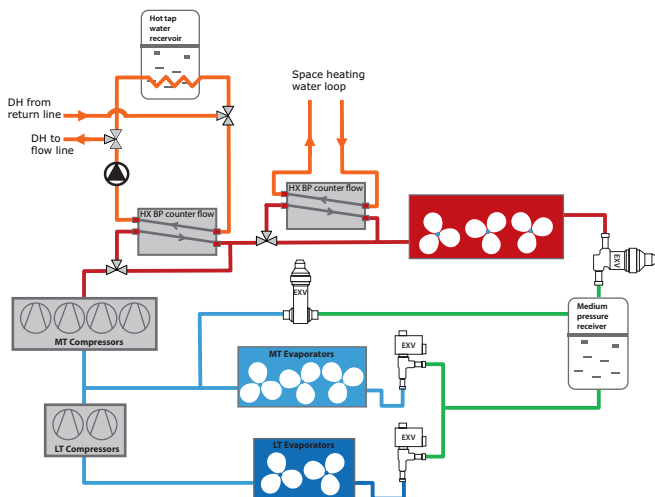 Hot tap
water
recervoir
Space heating
water loop
DH from
return line
DH to
flow line
HX BP counter flow
HX BP counter flow
EXV
EXV
Medium
pressure
receiver
MT Compressors
MT Evaporators
EXV
LT Compressors
LT Evaporators
EXV